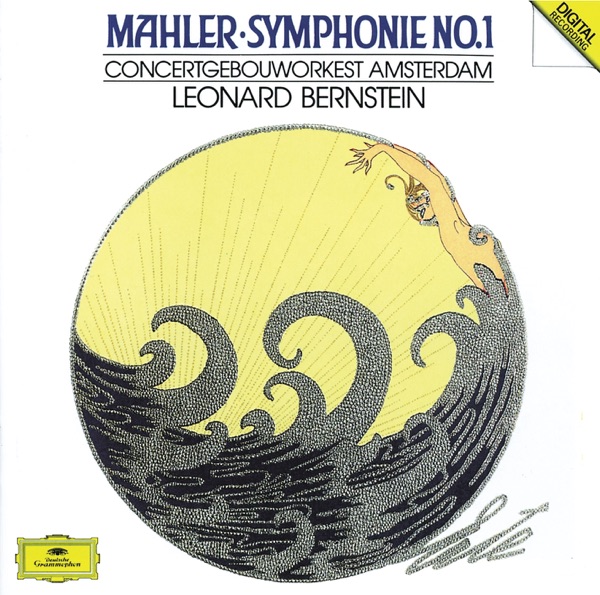 MAHLER·SYMPHONIE NO.1
CONCERTGEBOUWORKEST AMSTERDAM
LEONARD BERNSTEIN
DIGITAL
RECORDING
Deutsche
Grammophon